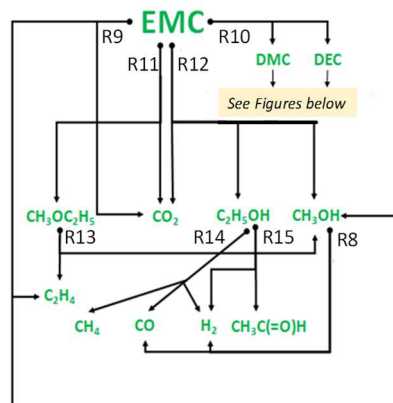 EMC
R9
R10
R11
R12
DMC
DEC
See Figures below
CH₃OC₂H₅
CO₂
C₂H₅OH
CH₃OH
R13
R14
R15
R8
C₂H₄
CH₄
CO
H₂
CH₃C(=O)H